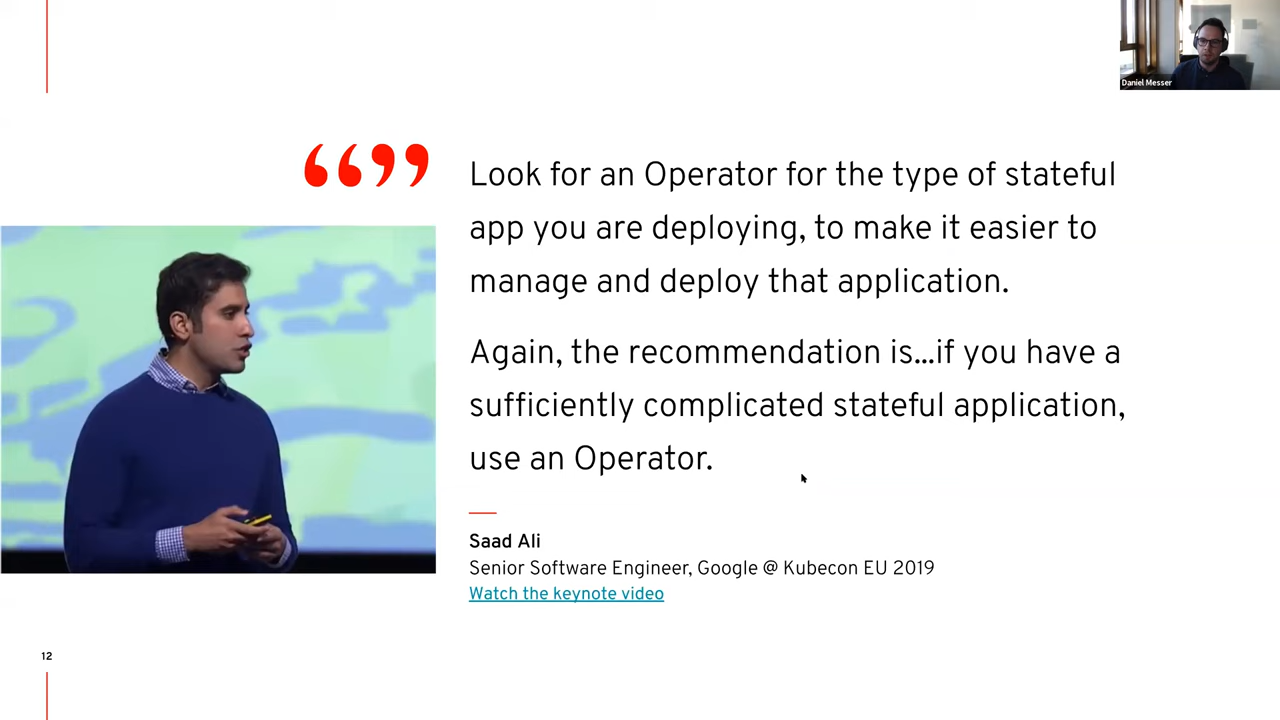 Daniel Messer
“”
Look for an Operator for the type of stateful
app you are deploying, to make it easier to
manage and deploy that application.
Again, the recommendation is...if you have a
sufficiently complicated stateful application,
use an Operator.
Saad Ali
Senior Software Engineer, Google @ Kubecon EU 2019
Watch the keynote video
12